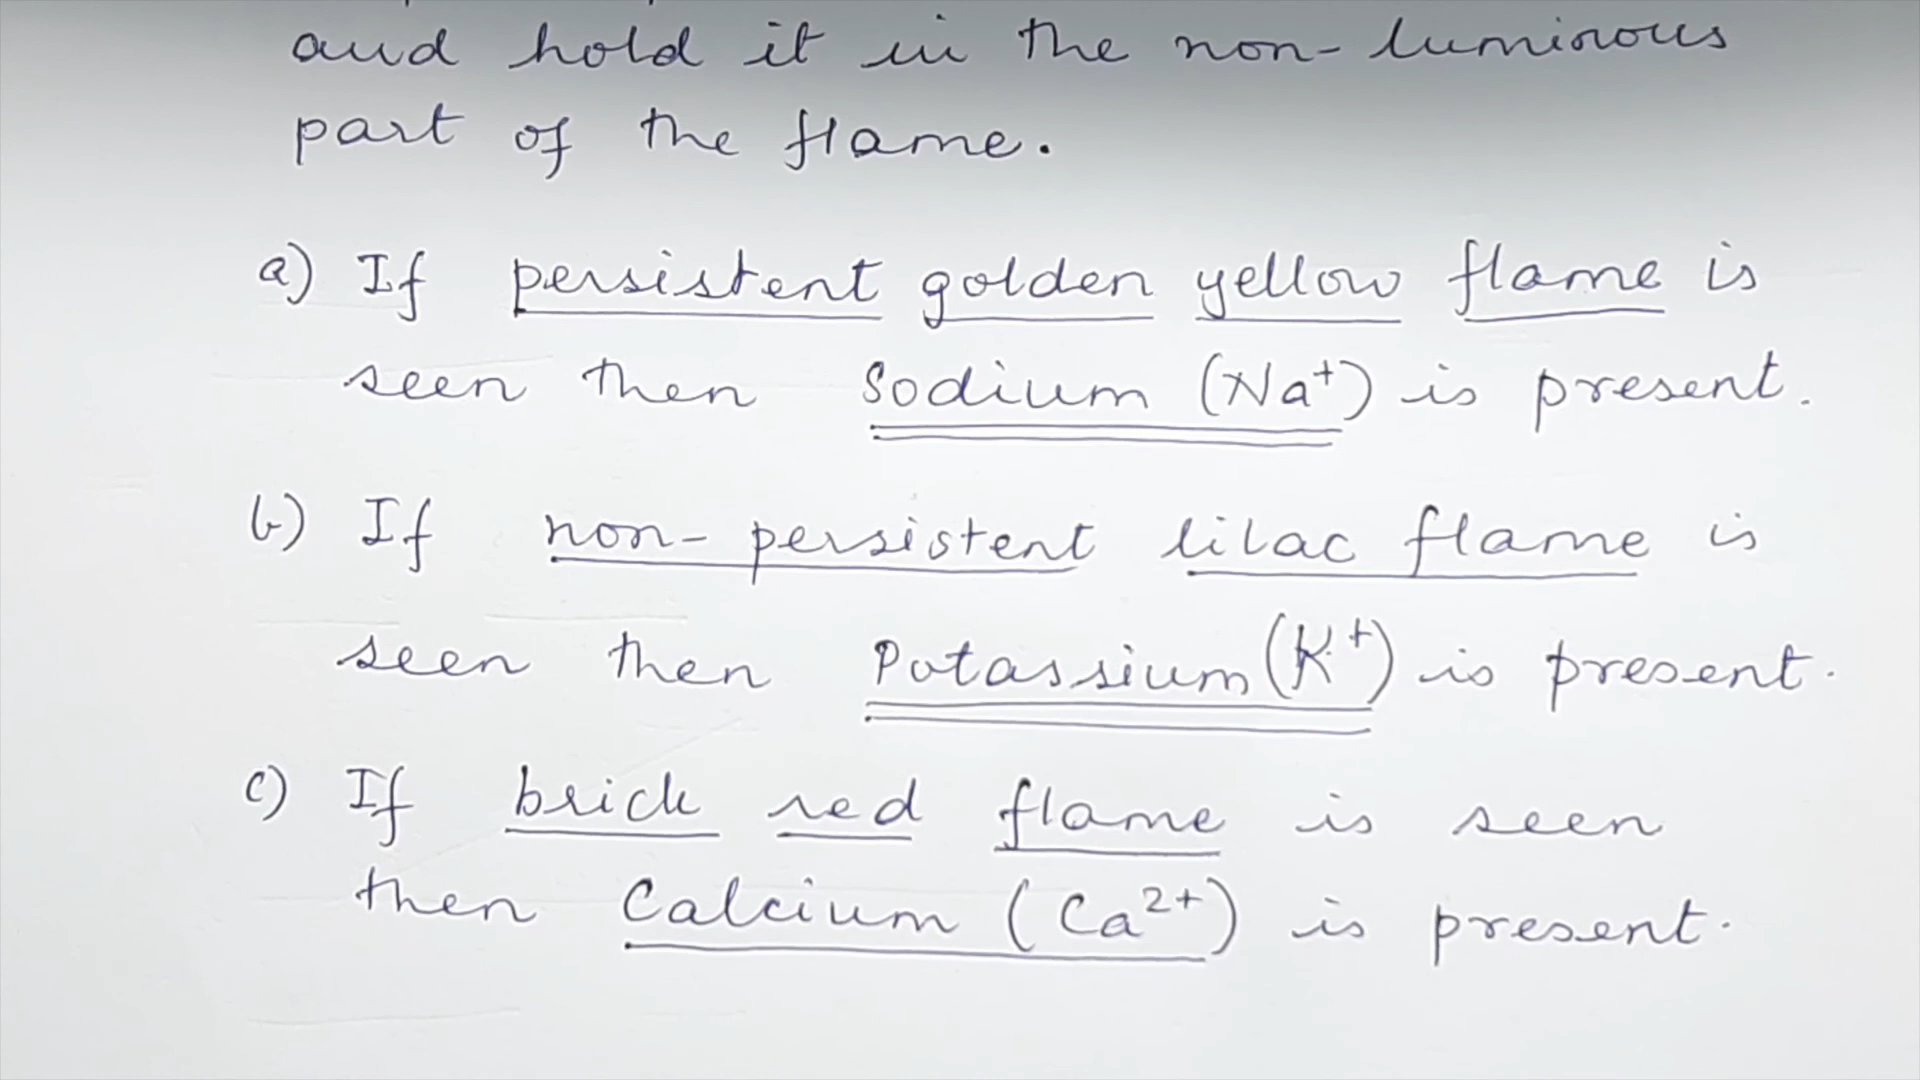 and hold it in the non-luminous
part of the flame.
a) If persistent golden yellow flame is
seen then Sodium (Na⁺) is present.
b) If non-persistent lilac flame is
seen then Potassium (K⁺) is present.
c) If brick red flame is seen
then Calcium (Ca²⁺) is present.